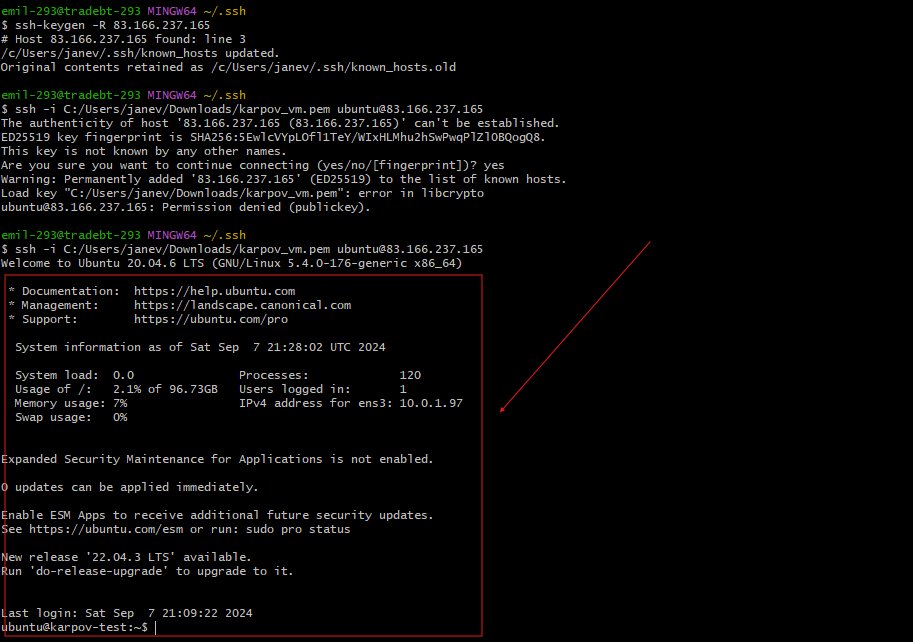 emil-293@tradebt-293 MINGW64 ~/.ssh
$ ssh-keygen -R 83.166.237.165
# Host 83.166.237.165 found: line 3
/c/Users/janev/.ssh/known_hosts updated.
Original contents retained as /c/Users/janev/.ssh/known_hosts.old
emil-293@tradebt-293 MINGW64 ~/.ssh
$ ssh -i C:/Users/janev/Downloads/karpov_vm.pem ubuntu@83.166.237.165
The authenticity of host '83.166.237.165 (83.166.237.165)' can't be established.
ED25519 key fingerprint is SHA256:5EwlcVYpLOfl1TeY/WIxHLMhu2hSwPwqPlZlOBQogQ8.
This key is not known by any other names.
Are you sure you want to continue connecting (yes/no/[fingerprint])? yes
Warning: Permanently added '83.166.237.165' (ED25519) to the list of known hosts.
Load key "C:/Users/janev/Downloads/karpov_vm.pem": error in libcrypto
ubuntu@83.166.237.165: Permission denied (publickey).
emil-293@tradebt-293 MINGW64 ~/.ssh
$ ssh -i C:/Users/janev/Downloads/karpov_vm.pem ubuntu@83.166.237.165
Welcome to Ubuntu 20.04.6 LTS (GNU/Linux 5.4.0-176-generic x86_64)
* Documentation: https://help.ubuntu.com
* Management: https://landscape.canonical.com
* Support: https://ubuntu.com/pro
System information as of Sat Sep 7 21:28:02 UTC 2024
System load: 0.0 Processes: 120
Usage of /: 2.1% of 96.73GB Users logged in: 1
Memory usage: 7% IPv4 address for ens3: 10.0.1.97
Swap usage: 0%
Expanded Security Maintenance for Applications is not enabled.
0 updates can be applied immediately.
Enable ESM Apps to receive additional future security updates.
See https://ubuntu.com/esm or run: sudo pro status
New release '22.04.3 LTS' available.
Run 'do-release-upgrade' to upgrade to it.
Last login: Sat Sep 7 21:09:22 2024
ubuntu@karpov-test:~$